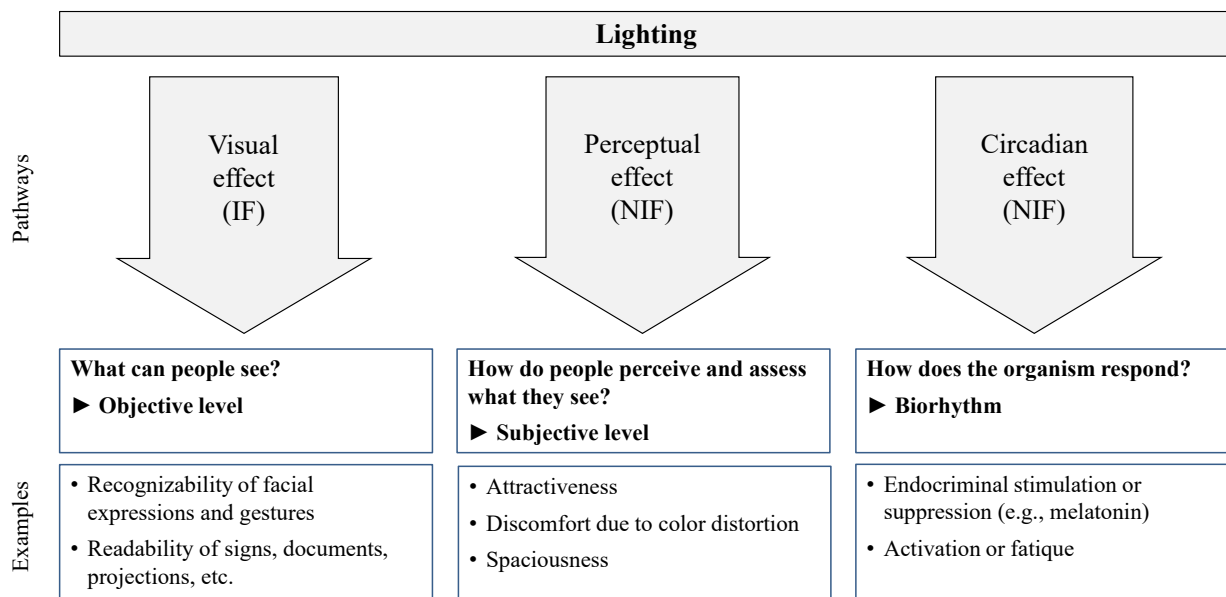 Lighting
Pathways
Visual
effect
(IF)
Perceptual
effect
(NIF)
Circadian
effect
(NIF)
What can people see?
► Objective level
How do people perceive and assess
what they see?
► Subjective level
How does the organism respond?
► Biorhythm
Examples
• Recognizability of facial
expressions and gestures
• Readability of signs, documents,
projections, etc.
• Attractiveness
• Discomfort due to color distortion
• Spaciousness
• Endocriminal stimulation or
suppression (e.g., melatonin)
• Activation or fatique